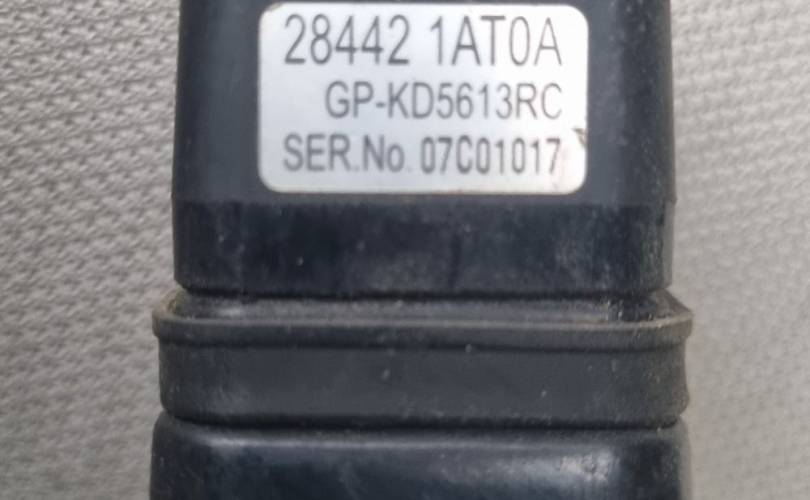 28442 1AT0A
GP-KD5613RC
SER.No. 07C01017